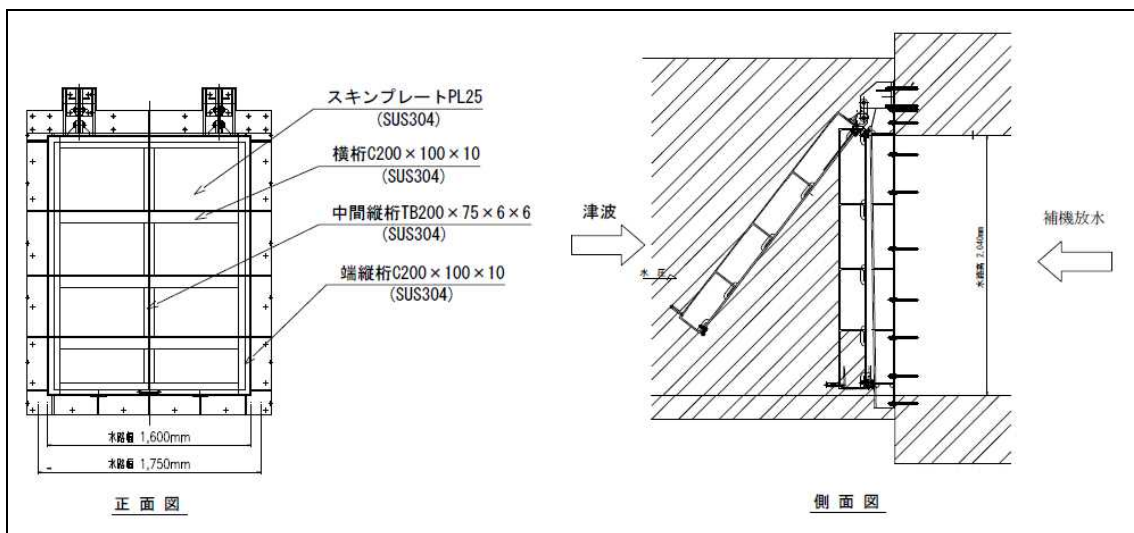 スキンプレートPL25
(SUS304)
横桁C200×100×10
(SUS304)
中間縦桁TB200×75×6×6
(SUS304)
端縦桁C200×100×10
(SUS304)
水路幅 1,600mm
水路幅 1,750mm
正面図
津波
水圧
補機放水
水路高 2,040mm
側面図